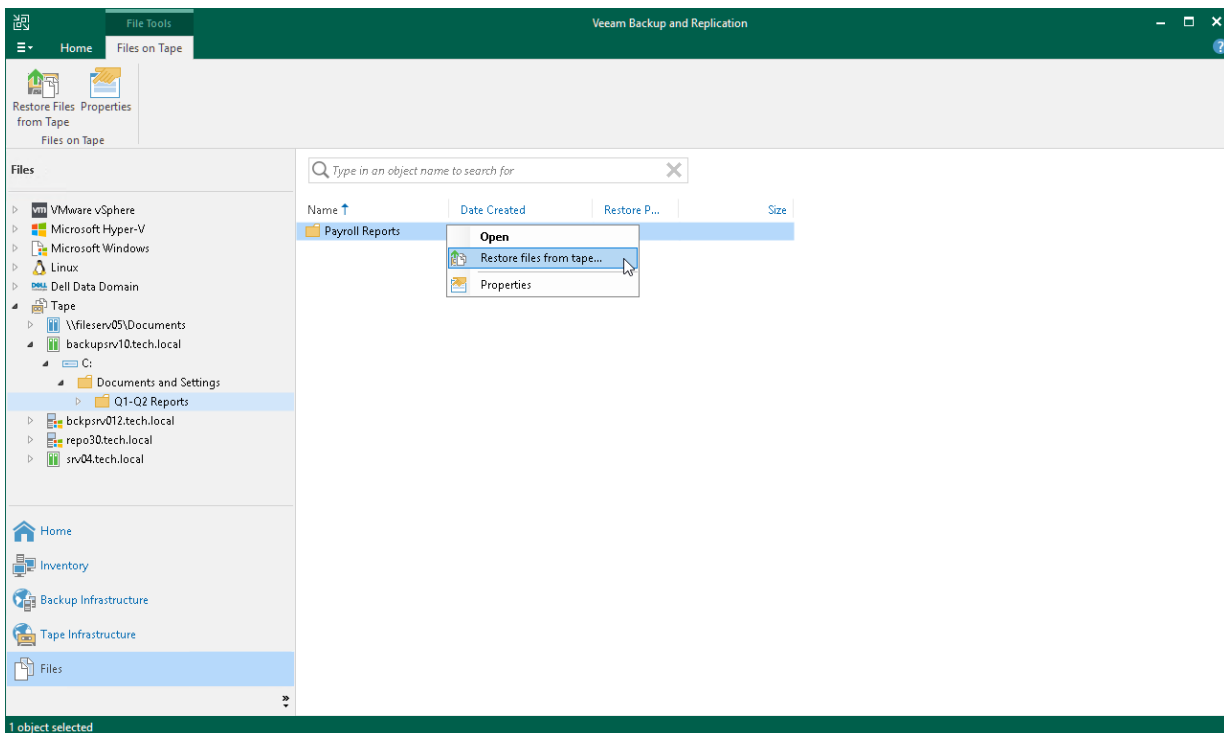 File Tools
Veeam Backup and Replication
Home
Files on Tape
?
Restore Files from Tape
Properties
Files on Tape
Files
Type in an object name to search for
vm VMware vSphere
Microsoft Hyper-V
Microsoft Windows
Linux
DELL Dell Data Domain
Tape
\\fileserv05\Documents
backupsrv10.tech.local
C:
Documents and Settings
Q1-Q2 Reports
bckpsrv012.tech.local
repo30.tech.local
srv04.tech.local
Name Date Created Restore P... Size
Payroll Reports
Open
Restore files from tape...
Properties
Home
Inventory
Backup Infrastructure
Tape Infrastructure
Files
1 object selected